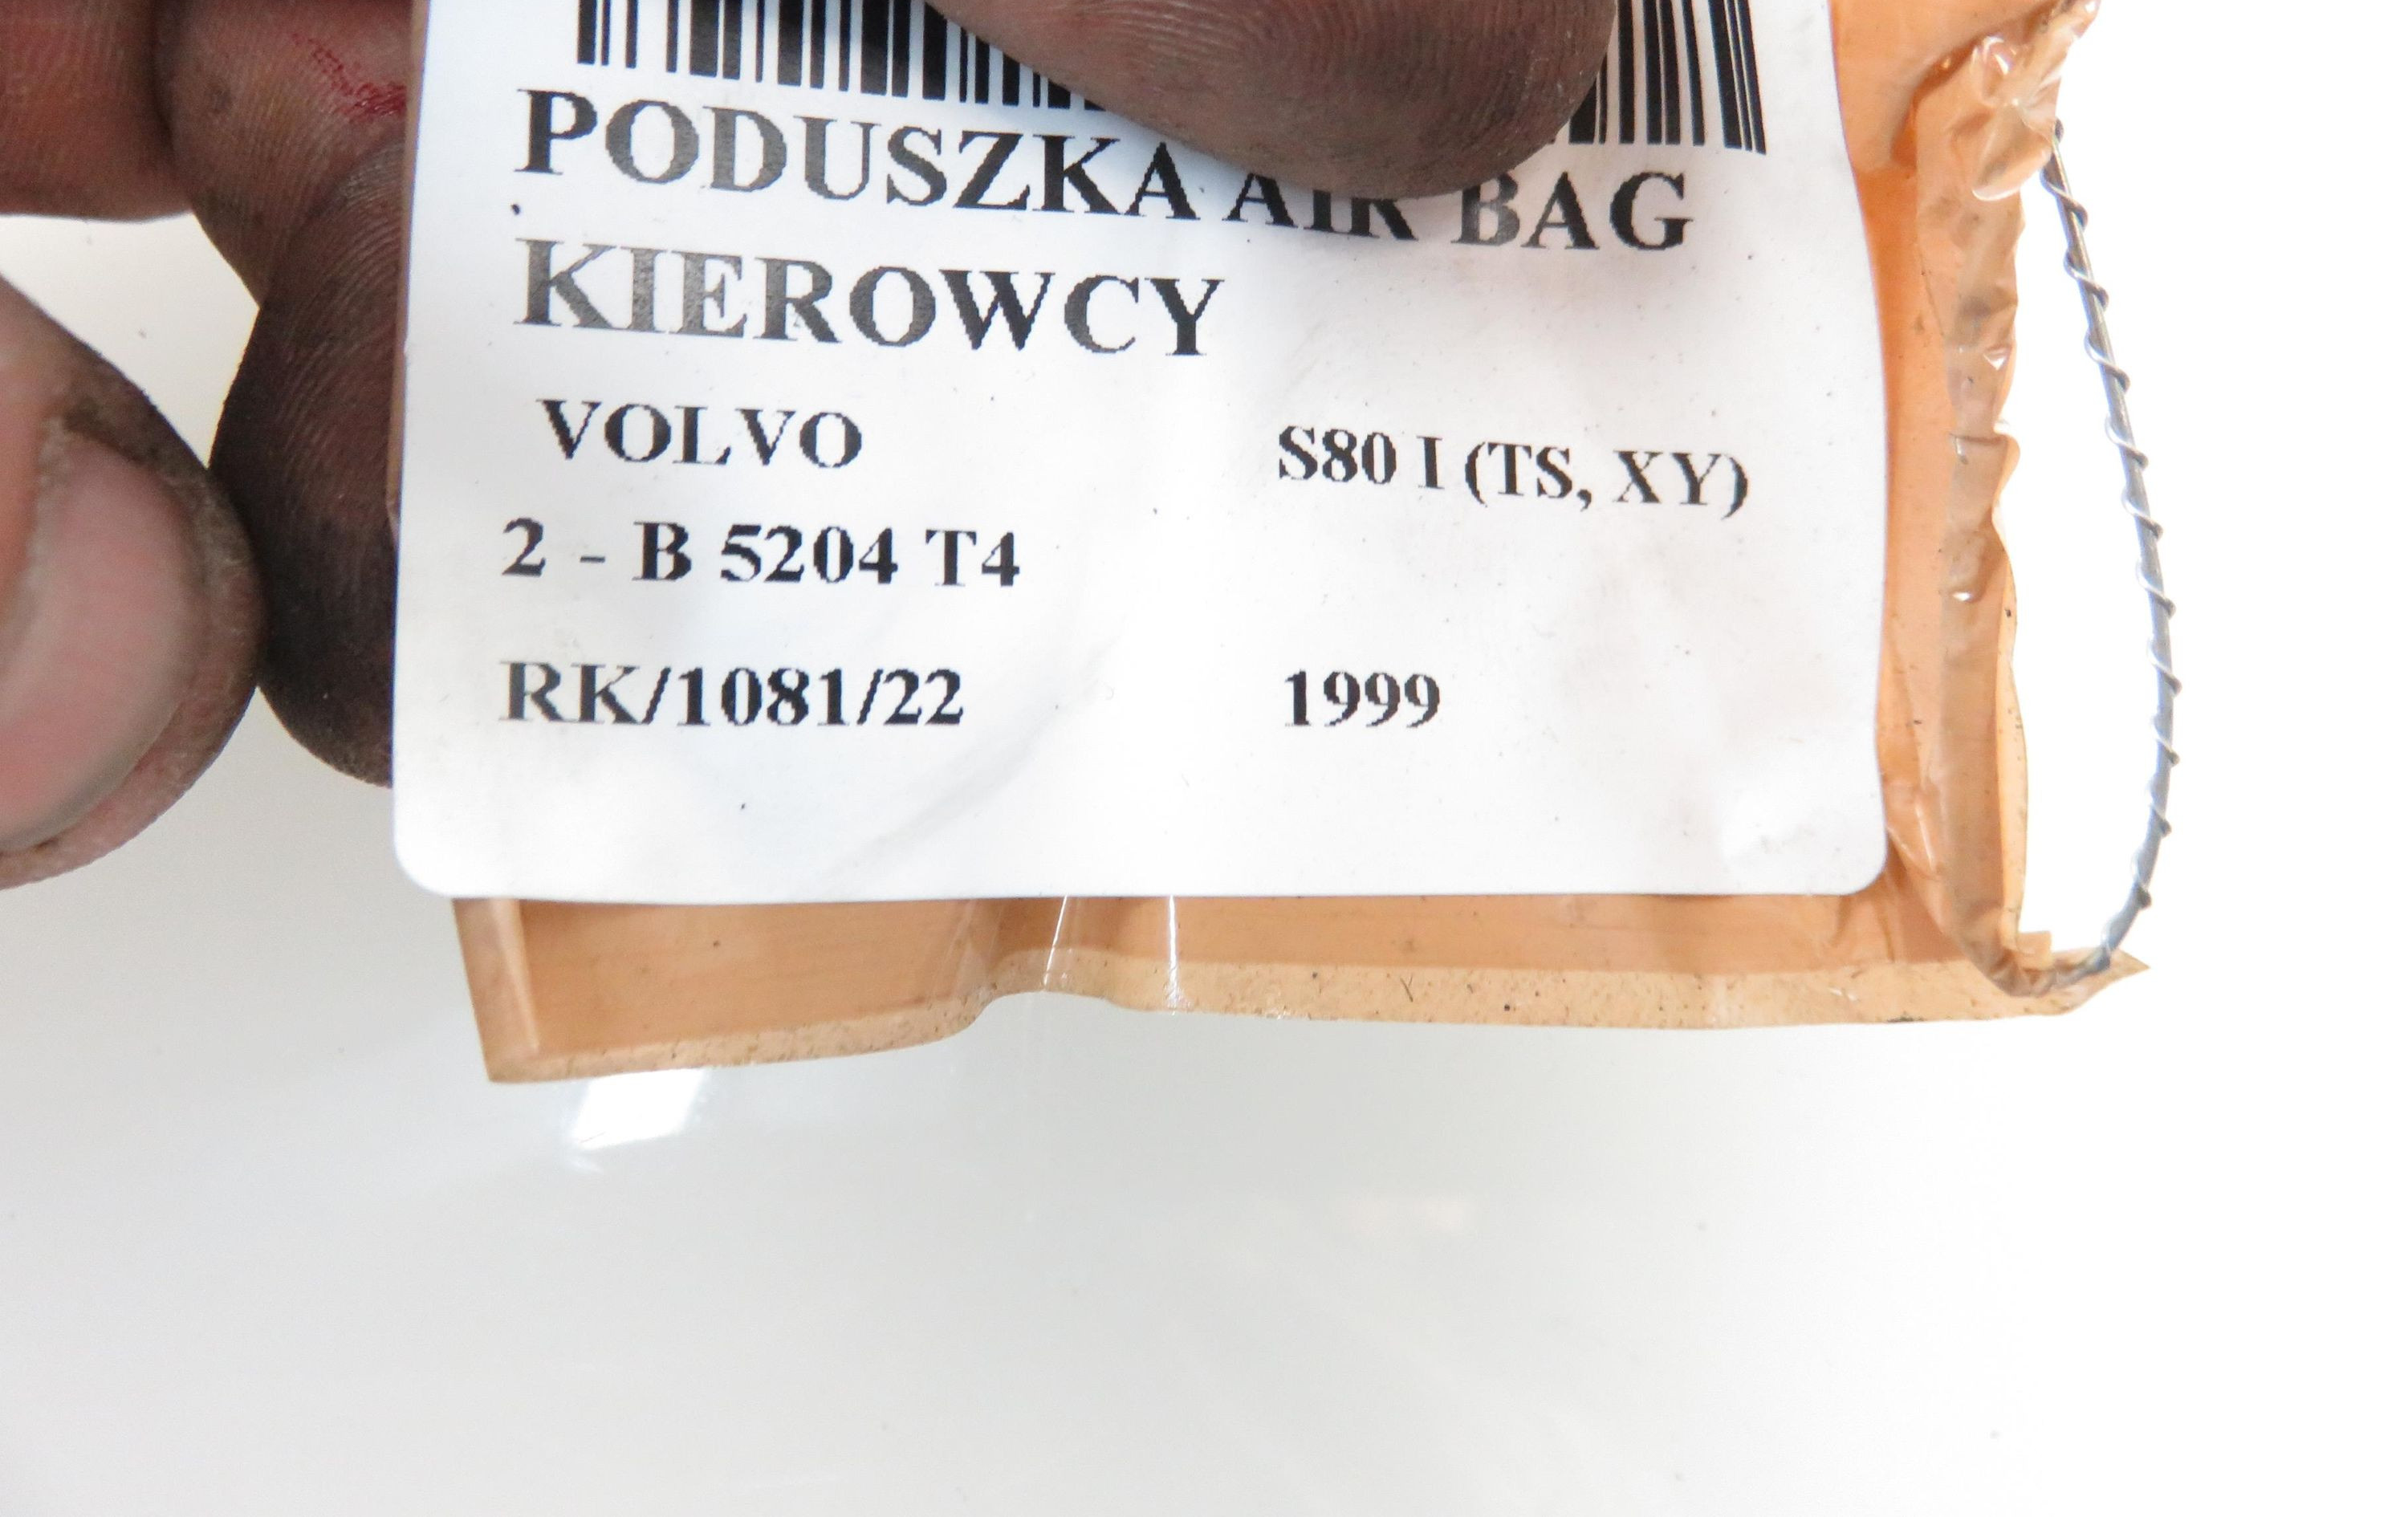 PODUSZKA AIR BAG
KIEROWCY
VOLVO S80 I (TS, XY)
2 - B 5204 T4
RK/1081/22 1999